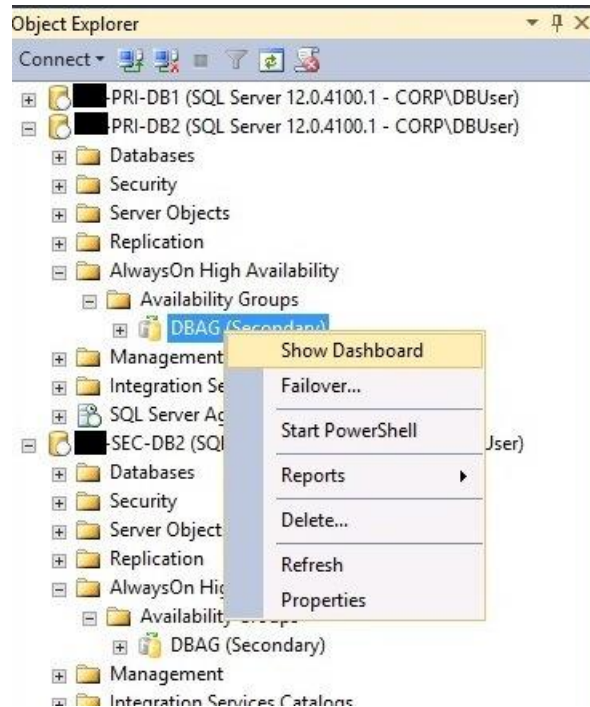 Object Explorer
Connect
-PRI-DB1 (SQL Server 12.0.4100.1 - CORP\DBUser)
-PRI-DB2 (SQL Server 12.0.4100.1 - CORP\DBUser)
Databases
Security
Server Objects
Replication
AlwaysOn High Availability
Availability Groups
DBAG (Secondary)
Show Dashboard
Failover...
Start PowerShell
Reports
Delete...
Refresh
Properties
Management
Integration Se
SQL Server Ag
-SEC-DB2 (SQL User)
Databases
Security
Server Object
Replication
AlwaysOn Hig
Availability
DBAG (Secondary)
Management
Integration Services Catalogs